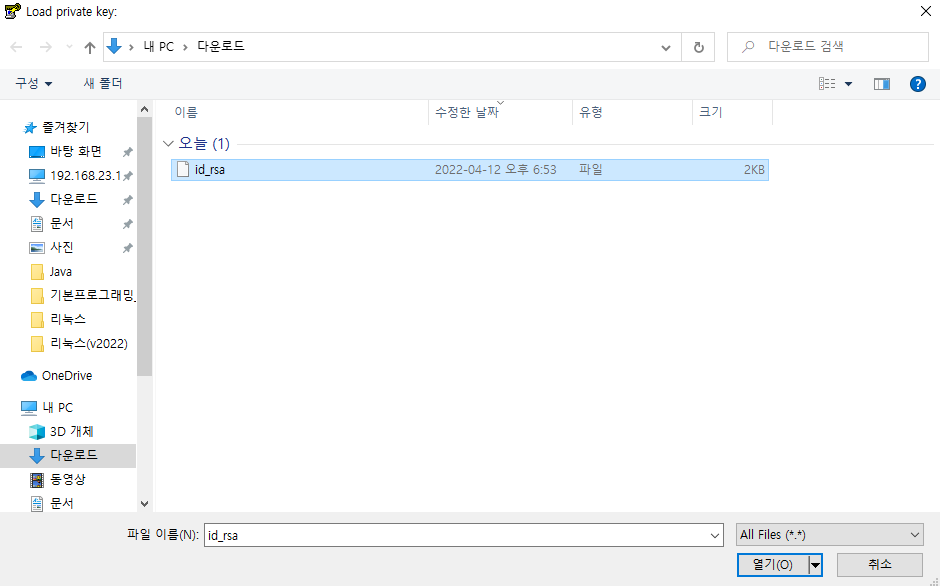 Load private key:
내 PC 다운로드
다운로드 검색
구성 새 폴더
이름 수정한 날짜 유형 크기
즐겨찾기
바탕 화면
192.168.23.1
다운로드
문서
사진
Java
기본프로그래밍_
리눅스
리눅스(v2022)
OneDrive
내 PC
3D 개체
다운로드
동영상
문서
오늘 (1)
id_rsa 2022-04-12 오후 6:53 파일 2KB
파일 이름(N): id_rsa All Files (*.*)
열기(O) 취소